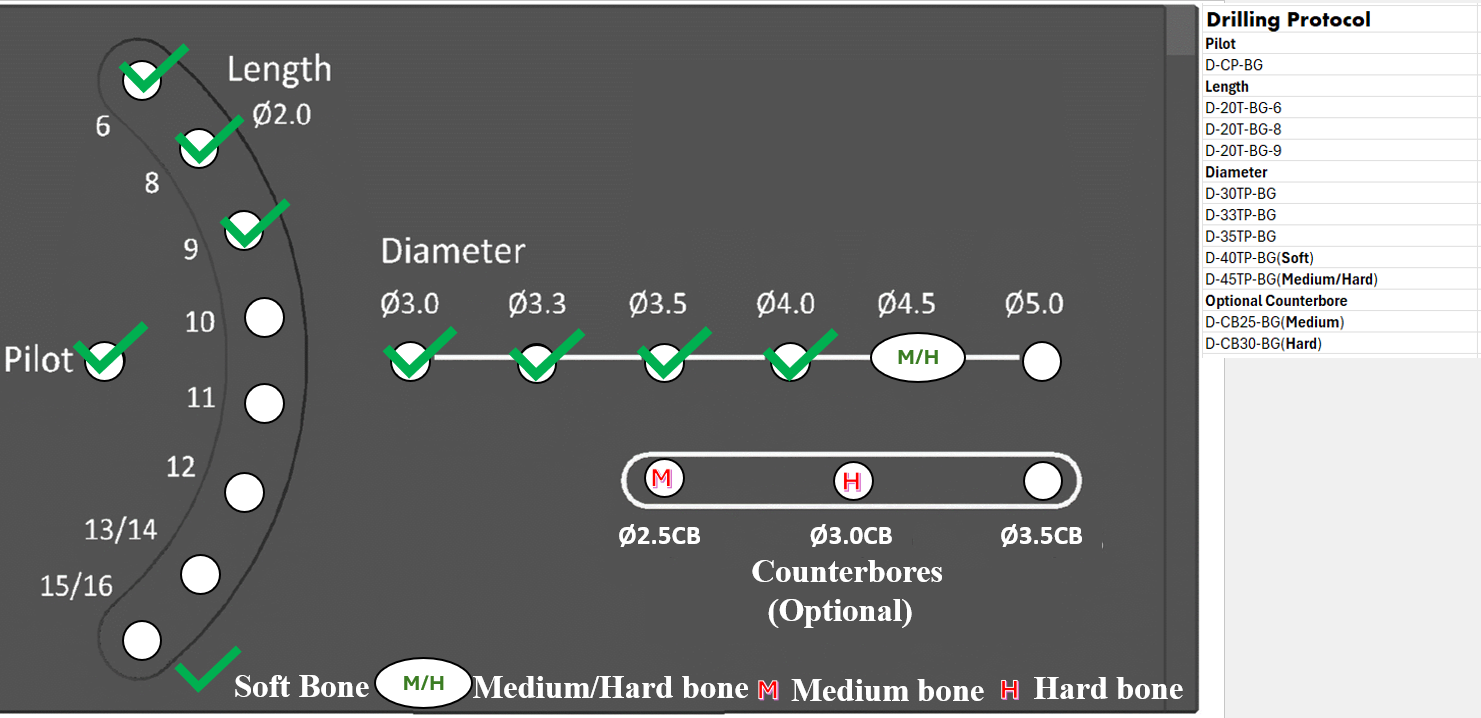 Length
Ø2.0
6
8
9
10
11
12
13/14
15/16
Pilot
Diameter
Ø3.0 Ø3.3 Ø3.5 Ø4.0 Ø4.5 Ø5.0
M/H
M H
Ø2.5CB Ø3.0CB Ø3.5CB
Counterbores
(Optional)
Soft Bone M/H Medium/Hard bone M Medium bone H Hard bone
Drilling Protocol
Pilot
D-CP-BG
Length
D-20T-BG-6
D-20T-BG-8
D-20T-BG-9
Diameter
D-30TP-BG
D-33TP-BG
D-35TP-BG
D-40TP-BG(Soft)
D-45TP-BG(Medium/Hard)
Optional Counterbore
D-CB25-BG(Medium)
D-CB30-BG(Hard)